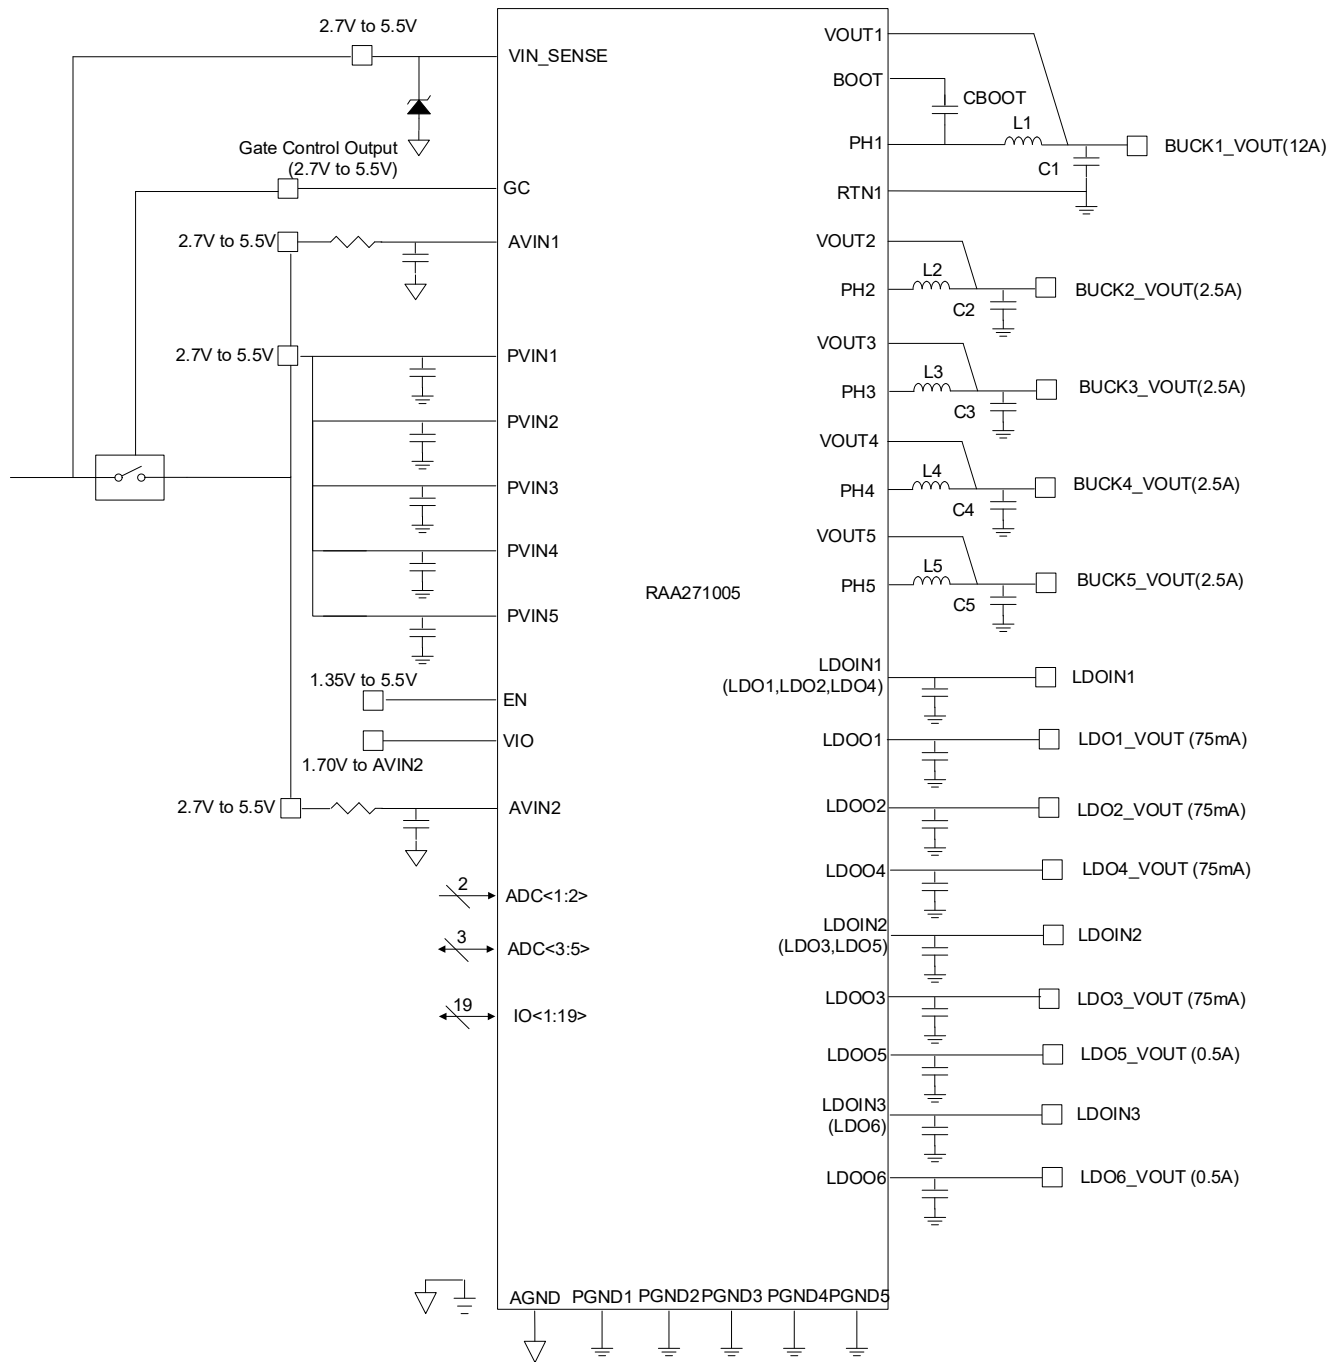 2.7V to 5.5V
VIN_SENSE
Gate Control Output
(2.7V to 5.5V)
GC
2.7V to 5.5V
AVIN1
2.7V to 5.5V
PVIN1
PVIN2
PVIN3
PVIN4
PVIN5
1.35V to 5.5V
EN
VIO
1.70V to AVIN2
2.7V to 5.5V
AVIN2
2
ADC<1:2>
3
ADC<3:5>
19
IO<1:19>
RAA271005
VOUT1
BOOT
CBOOT
L1
PH1
C1
BUCK1_VOUT(12A)
RTN1
VOUT2
L2
PH2
C2
BUCK2_VOUT(2.5A)
VOUT3
L3
PH3
C3
BUCK3_VOUT(2.5A)
VOUT4
L4
PH4
C4
BUCK4_VOUT(2.5A)
VOUT5
L5
PH5
C5
BUCK5_VOUT(2.5A)
LDOIN1
(LDO1,LDO2,LDO4)
LDOIN1
LDOO1
LDO1_VOUT (75mA)
LDOO2
LDO2_VOUT (75mA)
LDOO4
LDO4_VOUT (75mA)
LDOIN2
(LDO3,LDO5)
LDOIN2
LDOO3
LDO3_VOUT (75mA)
LDOO5
LDO5_VOUT (0.5A)
LDOIN3
(LDO6)
LDOIN3
LDOO6
LDO6_VOUT (0.5A)
AGND PGND1 PGND2 PGND3 PGND4 PGND5